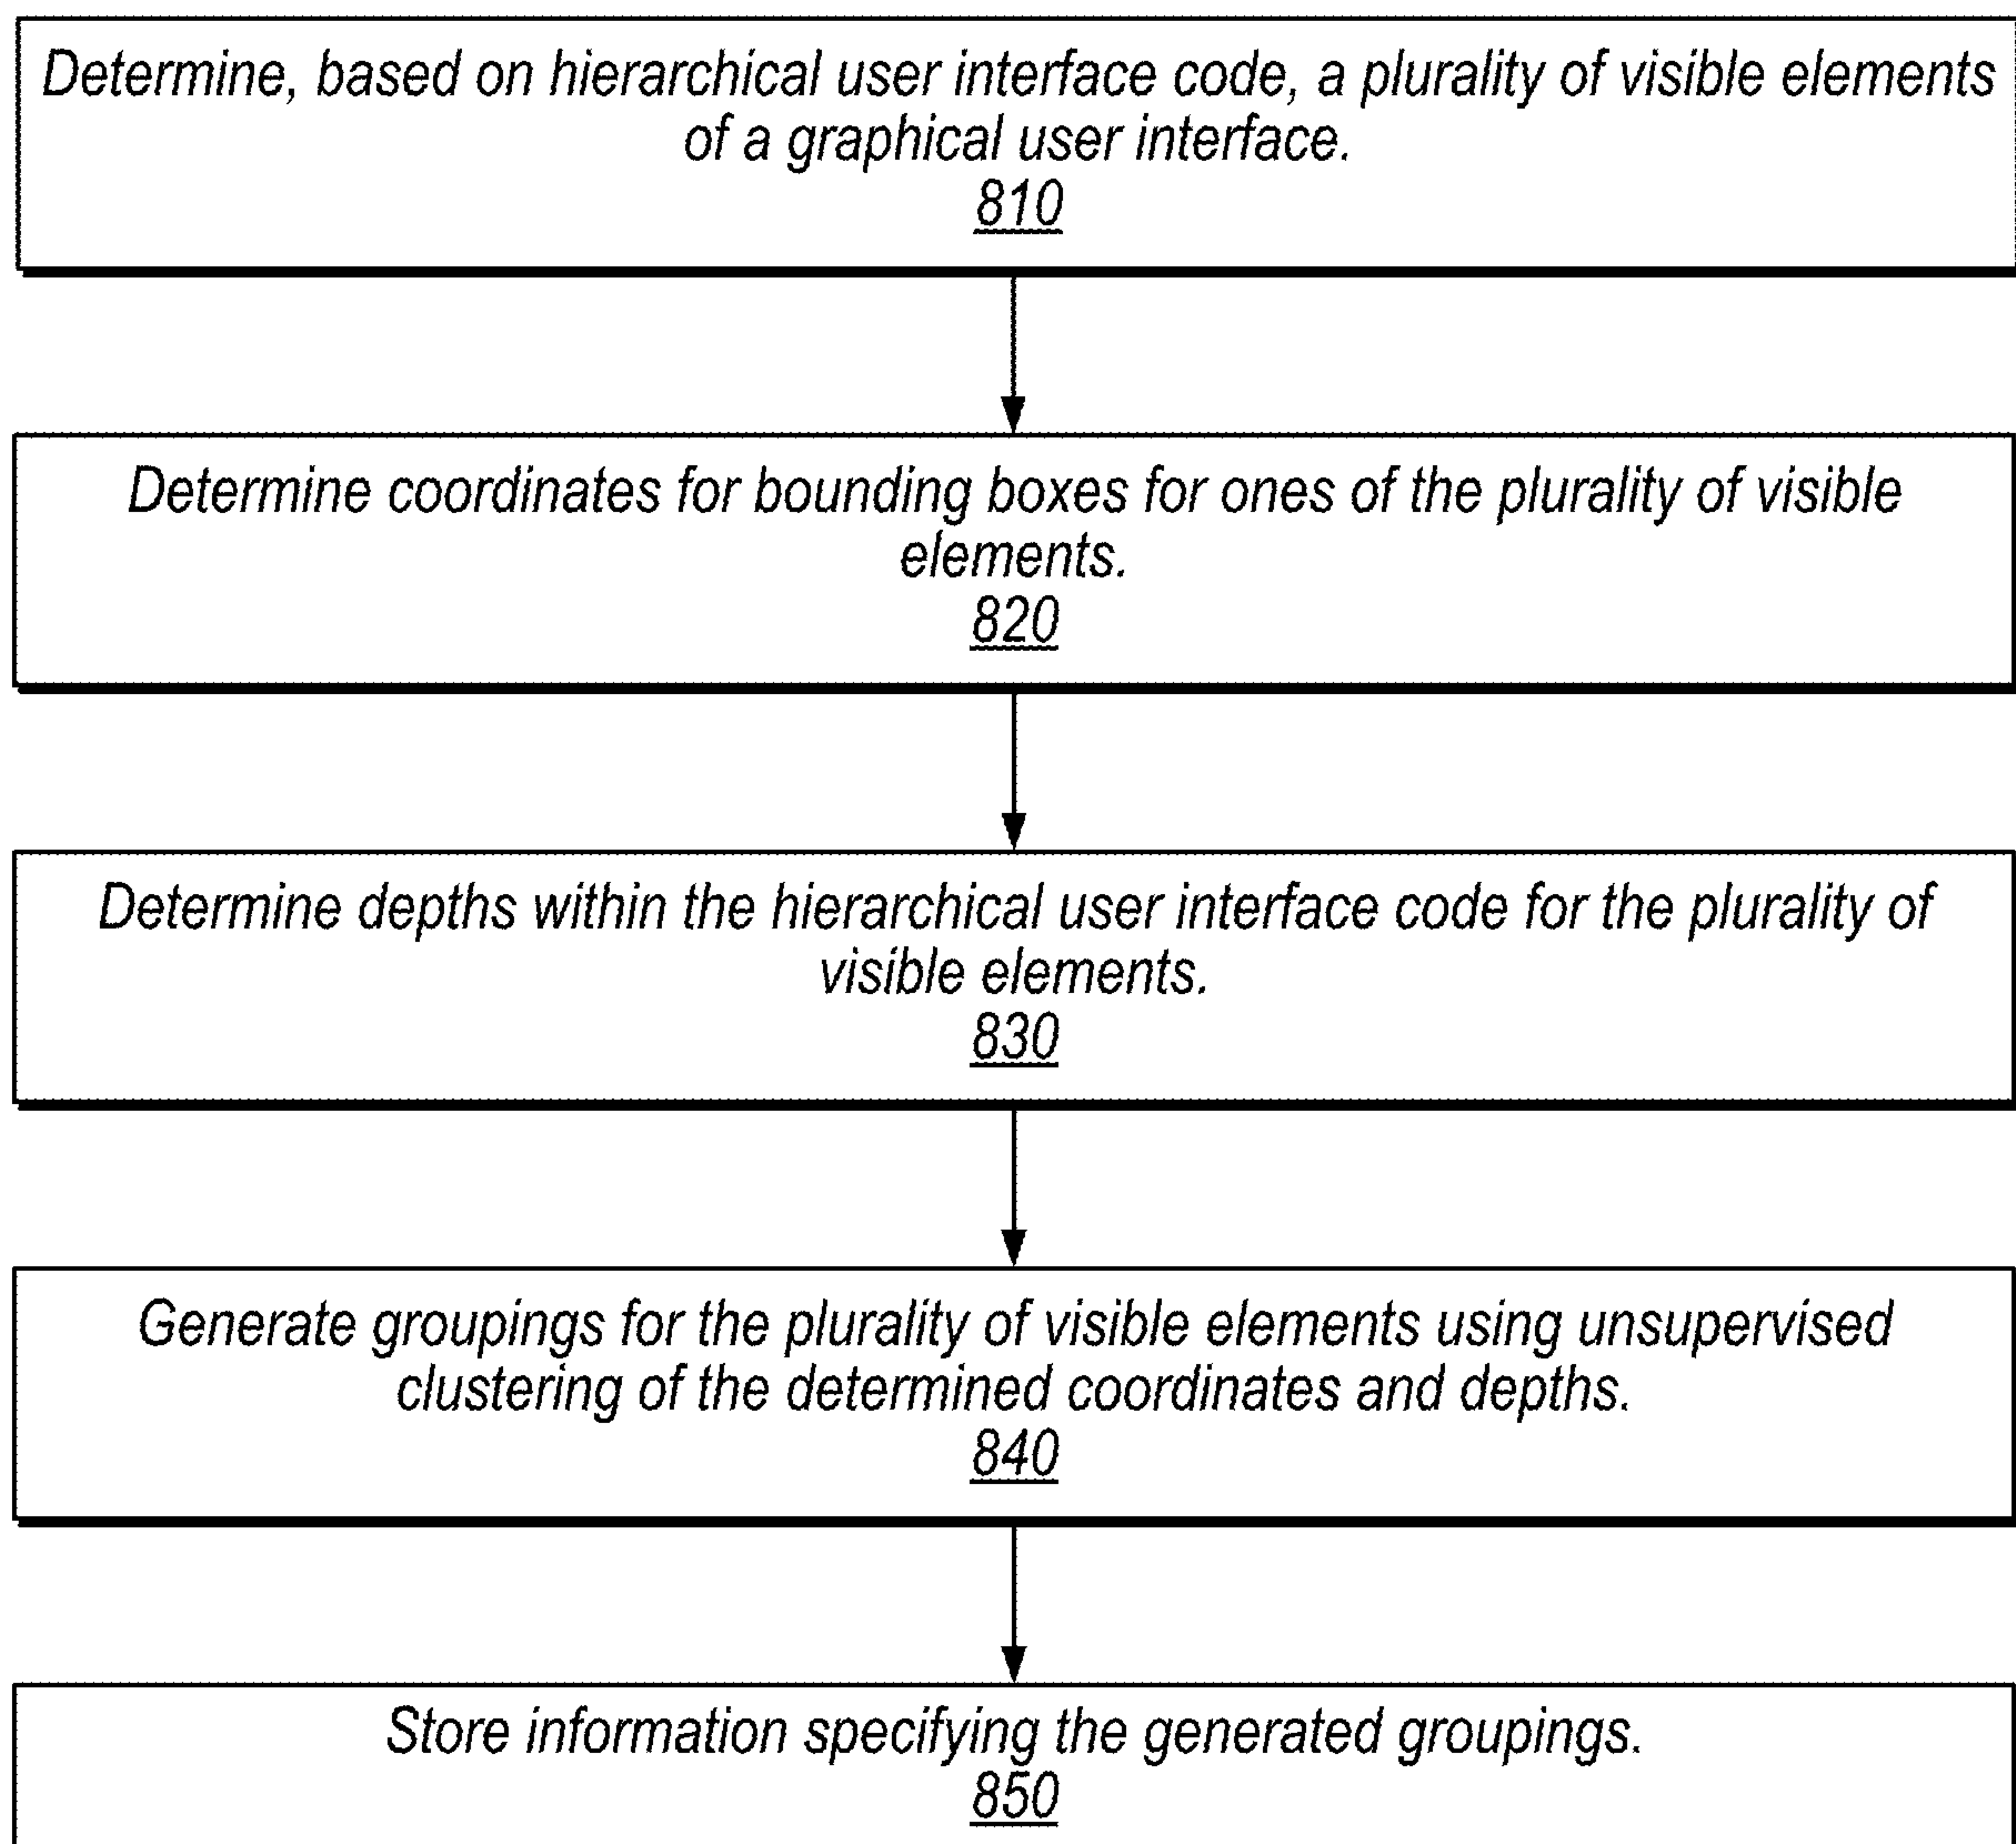 Determine, based on hierarchical user interface code, a plurality of visible elements
of a graphical user interface.
810
Determine coordinates for bounding boxes for ones of the plurality of visible
elements.
820
Determine depths within the hierarchical user interface code for the plurality of
visible elements.
830
Generate groupings for the plurality of visible elements using unsupervised
clustering of the determined coordinates and depths.
840
Store information specifying the generated groupings.
850